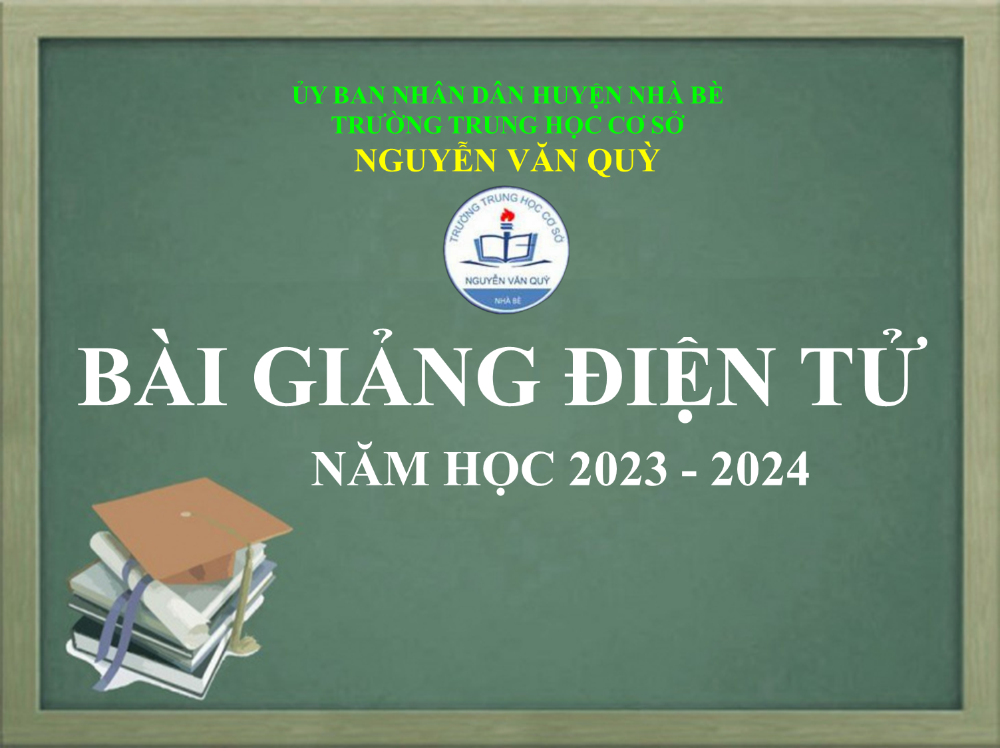 ỦY BAN NHÂN DÂN HUYỆN NHÀ BÈ
TRƯỜNG TRUNG HỌC CƠ SỞ
NGUYỄN VĂN QUỲ
TRƯỜNG TRUNG HỌC CƠ SỞ
NGUYỄN VĂN QUỲ
NHÀ BÈ
BÀI GIẢNG ĐIỆN TỬ
NĂM HỌC 2023 - 2024